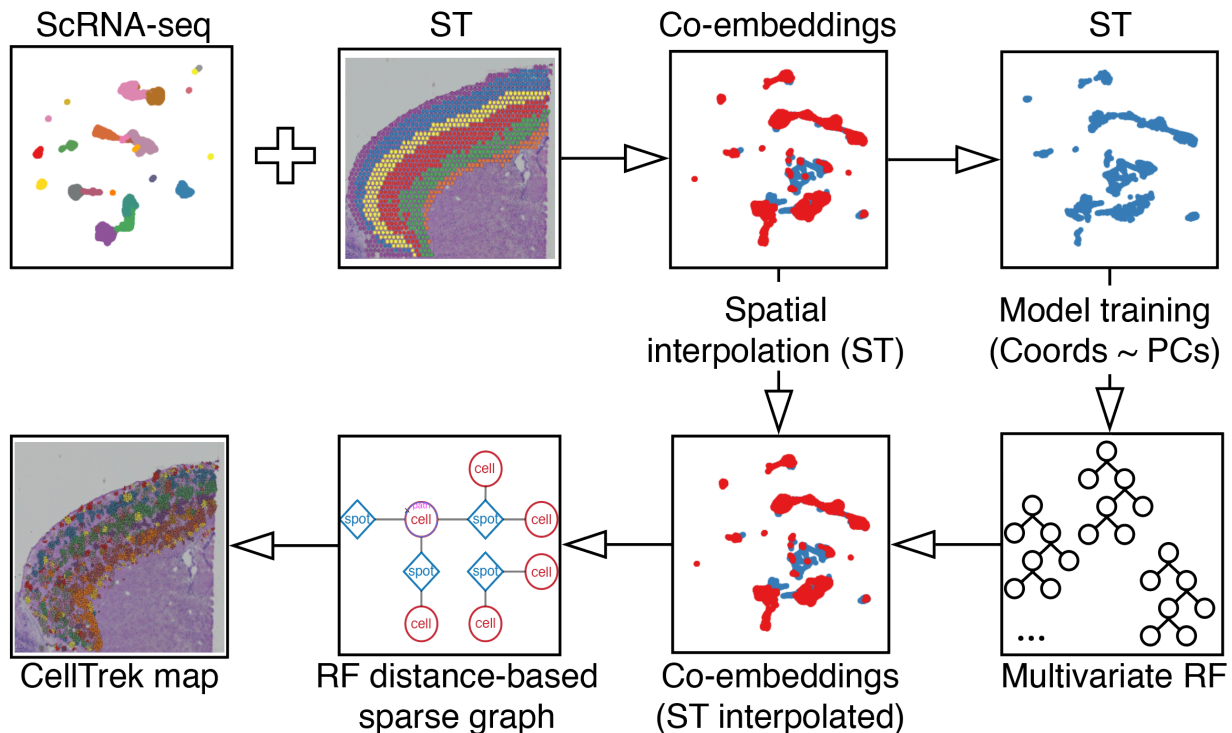 ScRNA-seq
ST
Co-embeddings
ST
Spatial
interpolation (ST)
Model training
(Coords ~ PCs)
cell
path
spot
cell
spot
cell
spot
spot
cell
cell
cell
...
CellTrek map
RF distance-based
sparse graph
Co-embeddings
(ST interpolated)
Multivariate RF